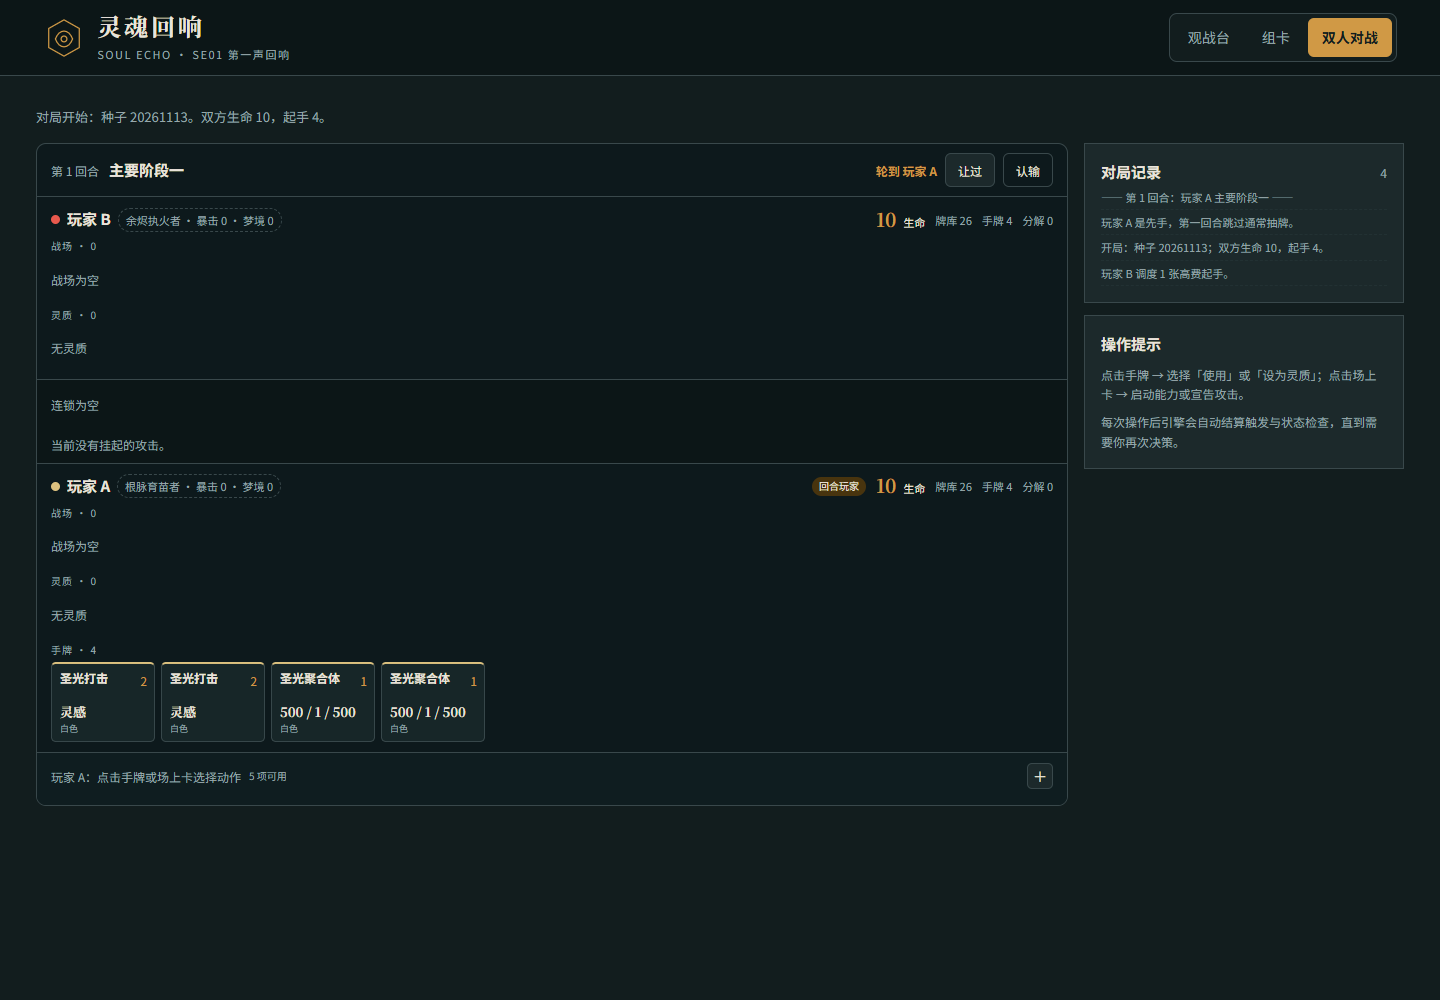 灵魂回响
SOUL ECHO · SE01 第一声回响
观战台 组卡 双人对战
对局开始：种子 20261113。双方生命 10，起手 4。
第 1 回合 主要阶段一 轮到 玩家 A 让过 认输
玩家 B 余烬执火者 · 暴击 0 · 梦境 0 10 生命 牌库 26 手牌 4 分解 0
战场 · 0
战场为空
灵质 · 0
无灵质
连锁为空
当前没有挂起的攻击。
玩家 A 根脉育苗者 · 暴击 0 · 梦境 0 回合玩家 10 生命 牌库 26 手牌 4 分解 0
战场 · 0
战场为空
灵质 · 0
无灵质
手牌 · 4
圣光打击 2 圣光打击 2 圣光聚合体 1 圣光聚合体 1
灵感 灵感 500 / 1 / 500 500 / 1 / 500
白色 白色 白色 白色
玩家 A：点击手牌或场上卡选择动作 5 项可用 +
对局记录 4
—— 第 1 回合：玩家 A 主要阶段一 ——
玩家 A 是先手，第一回合跳过通常抽牌。
开局：种子 20261113；双方生命 10，起手 4。
玩家 B 调度 1 张高费起手。
操作提示
点击手牌 → 选择「使用」或「设为灵质」；点击场上
卡 → 启动能力或宣告攻击。
每次操作后引擎会自动结算触发与状态检查，直到需
要你再次决策。